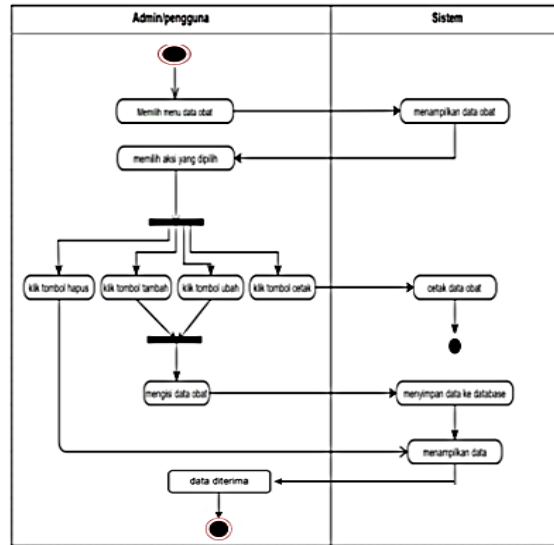 Admin/pengguna
Sistem
Memilih menu data obat
menampilkan data obat
memilih aksi yang dipilih
klik tombol hapus
klik tombol tambah
klik tombol ubah
klik tombol cetak
cetak data obat
mengisi data obat
menyimpan data ke database
menampilkan data
data diterima